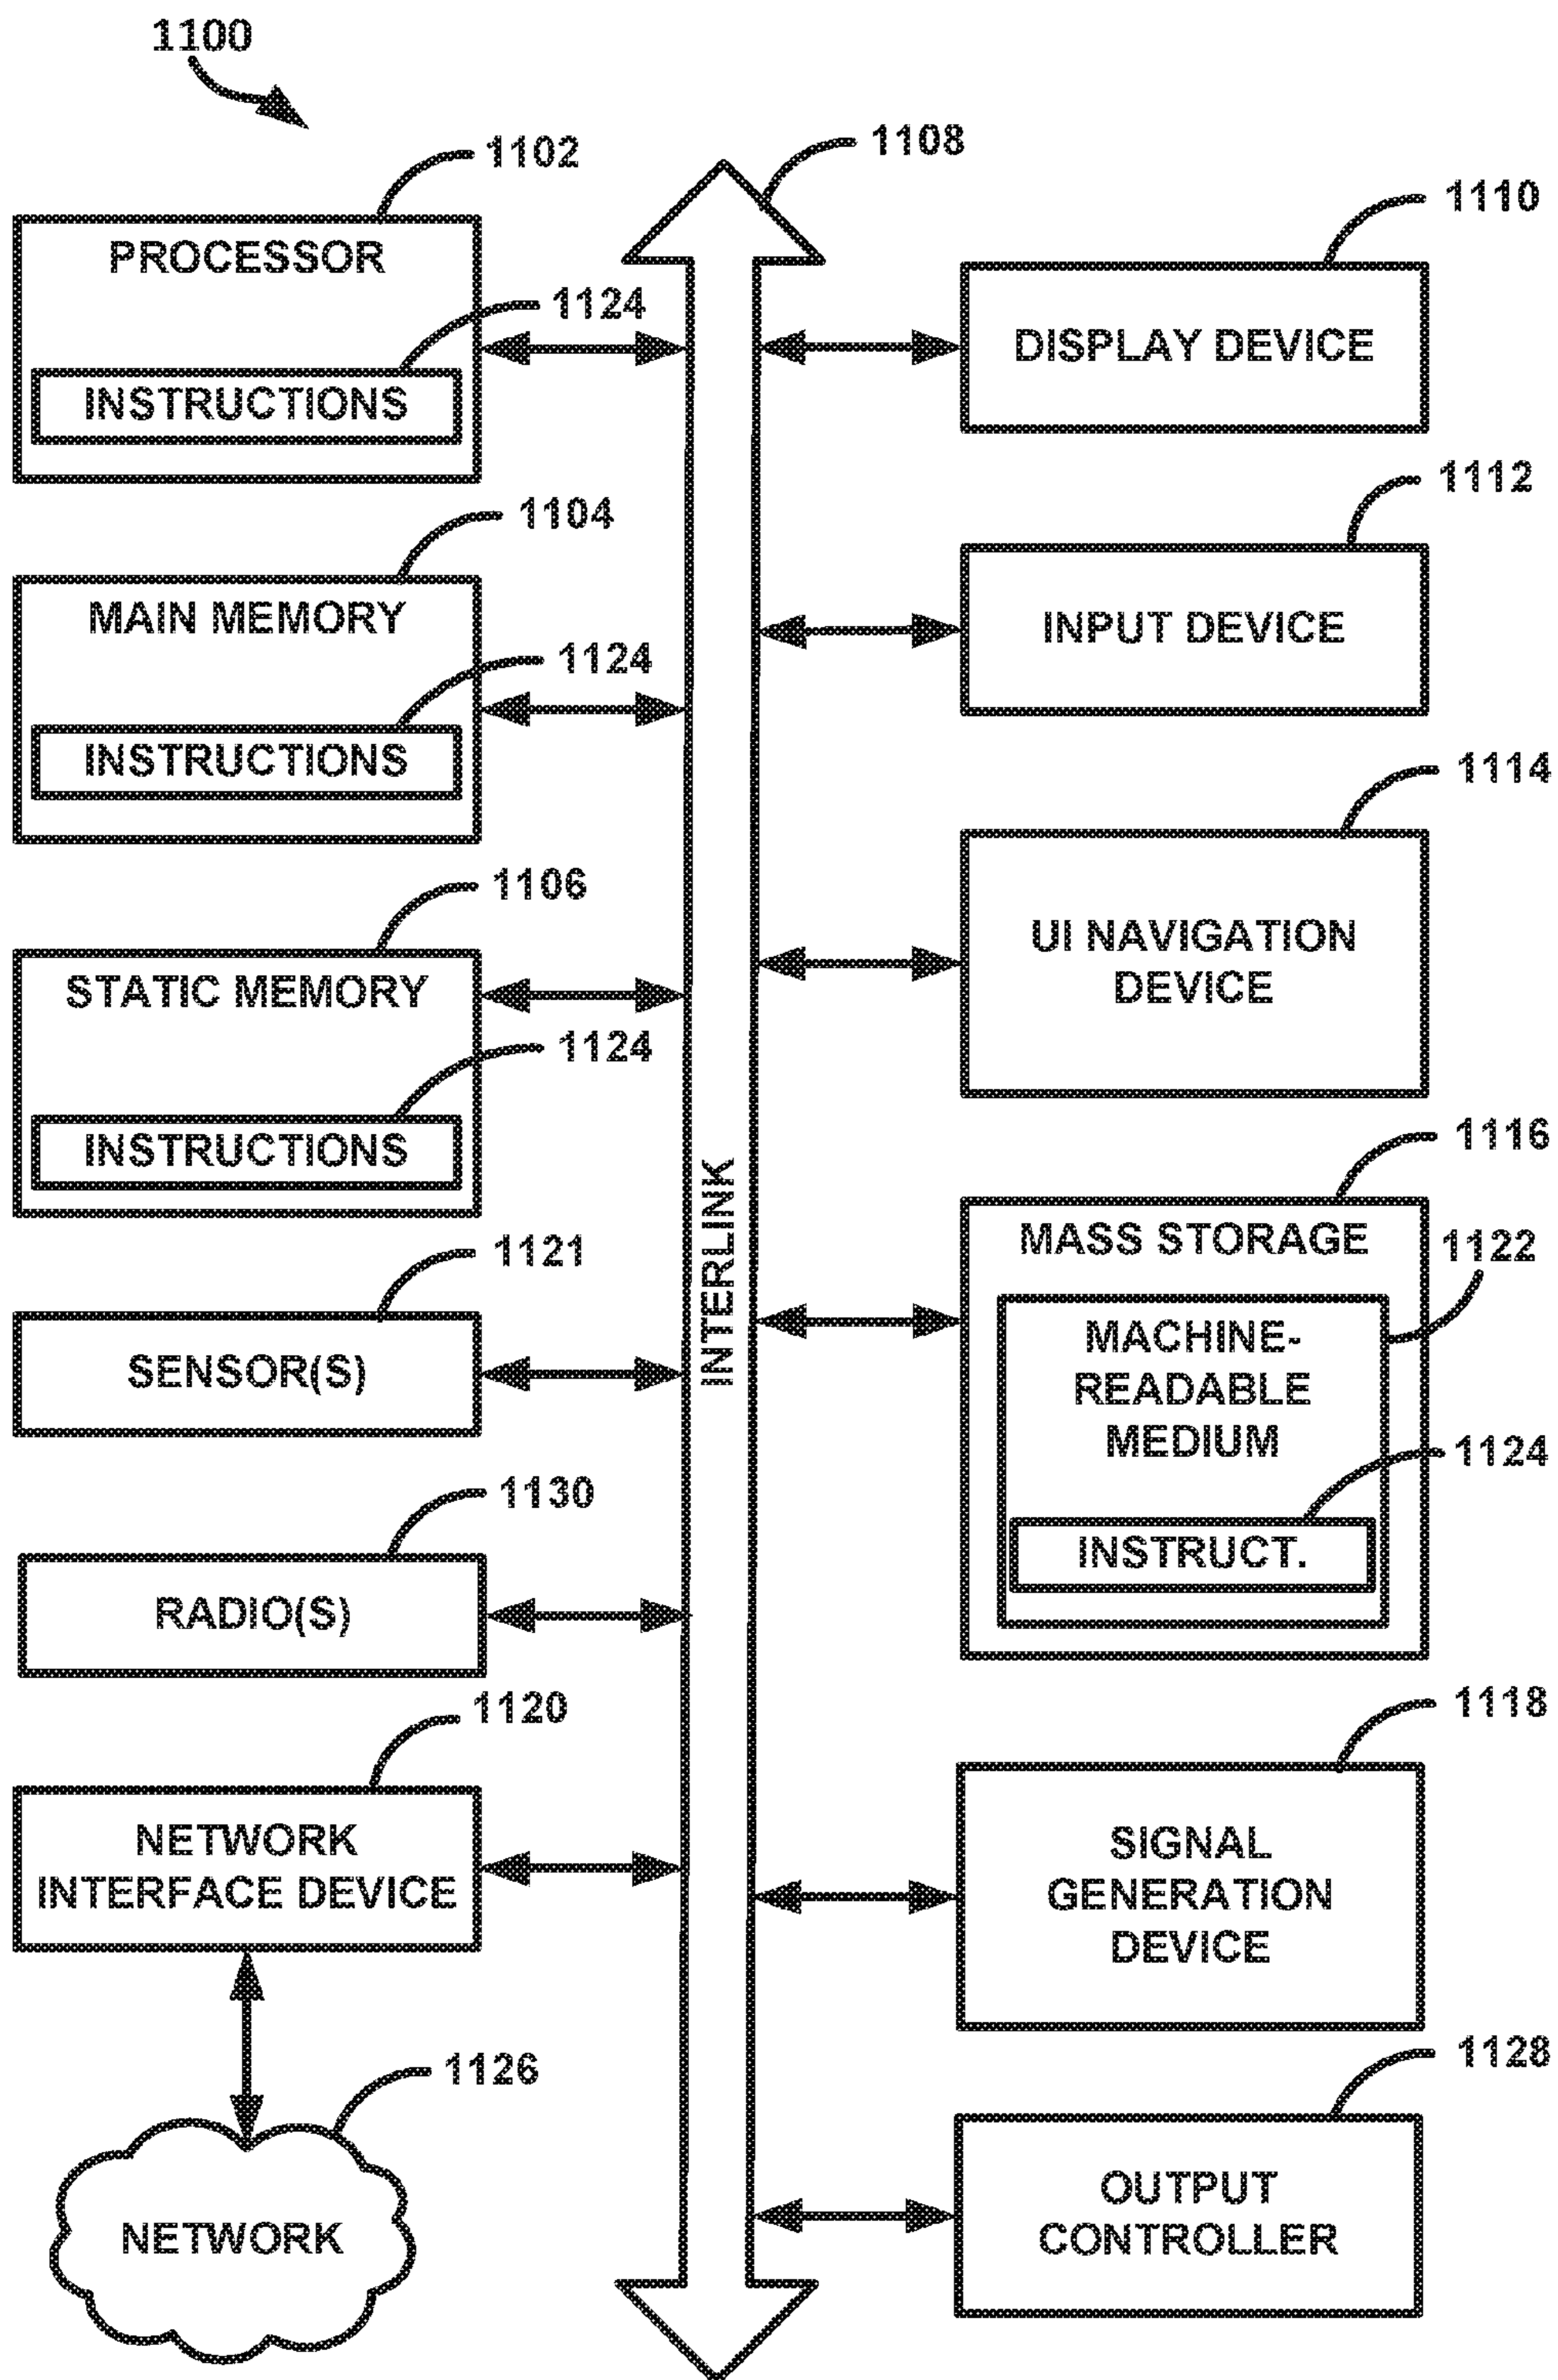 1100
1102
PROCESSOR
1124
INSTRUCTIONS
1104
MAIN MEMORY
1124
INSTRUCTIONS
1106
STATIC MEMORY
1124
INSTRUCTIONS
1121
SENSOR(S)
1130
RADIO(S)
1120
NETWORK
INTERFACE DEVICE
1126
NETWORK
1108
INTERLINK
1110
DISPLAY DEVICE
1112
INPUT DEVICE
1114
UI NAVIGATION
DEVICE
1116
MASS STORAGE
1122
MACHINE-
READABLE
MEDIUM
1124
INSTRUCT.
1118
SIGNAL
GENERATION
DEVICE
1128
OUTPUT
CONTROLLER